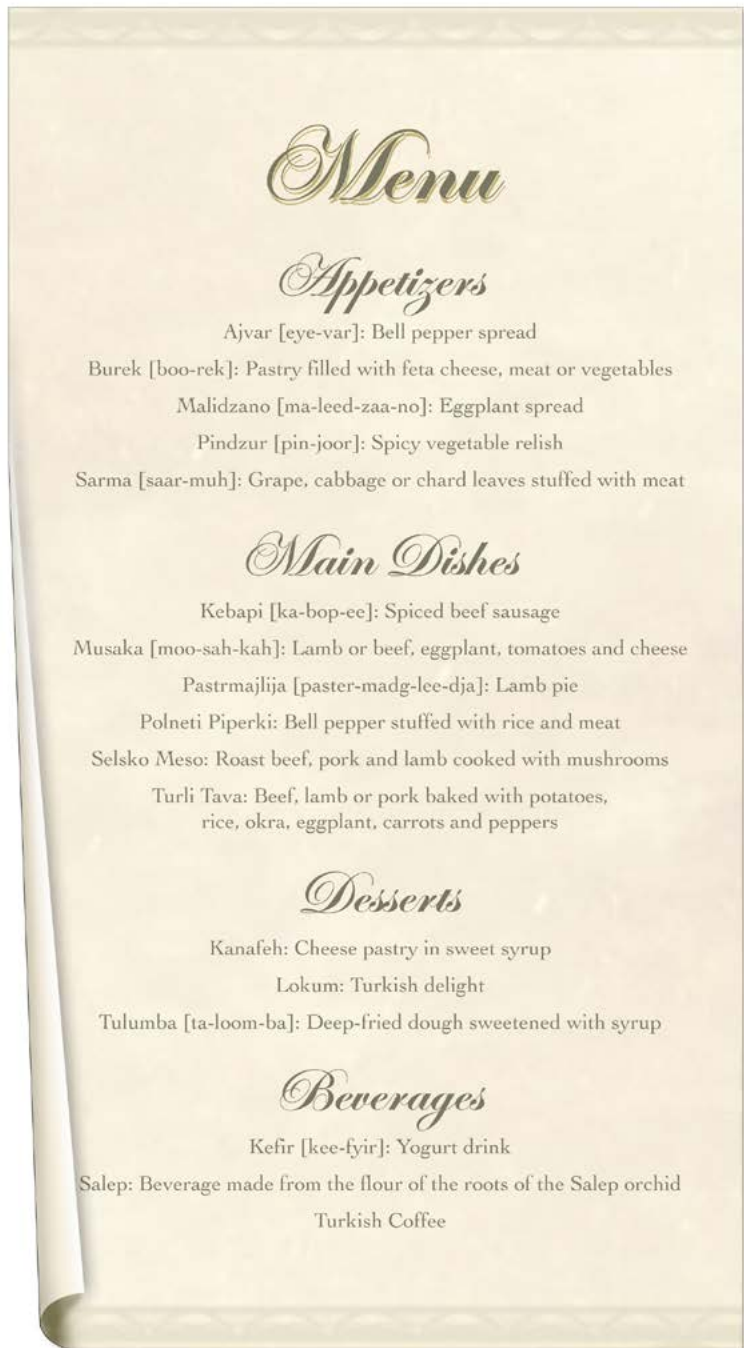 Menu
Appetizers
Ajvar [eye-var]: Bell pepper spread
Burek [boo-rek]: Pastry filled with feta cheese, meat or vegetables
Malidzano [ma-leed-zaa-no]: Eggplant spread
Pindzur [pin-joor]: Spicy vegetable relish
Sarma [saar-muh]: Grape, cabbage or chard leaves stuffed with meat
Main Dishes
Kebapi [ka-bop-ee]: Spiced beef sausage
Musaka [moo-sah-kah]: Lamb or beef, eggplant, tomatoes and cheese
Pastrmajlija [paster-madg-lee-dja]: Lamb pie
Polneti Piperki: Bell pepper stuffed with rice and meat
Selsko Meso: Roast beef, pork and lamb cooked with mushrooms
Turli Tava: Beef, lamb or pork baked with potatoes,
rice, okra, eggplant, carrots and peppers
Desserts
Kanafeh: Cheese pastry in sweet syrup
Lokum: Turkish delight
Tulumba [ta-loom-ba]: Deep-fried dough sweetened with syrup
Beverages
Kefir [kee-fyir]: Yogurt drink
Salep: Beverage made from the flour of the roots of the Salep orchid
Turkish Coffee